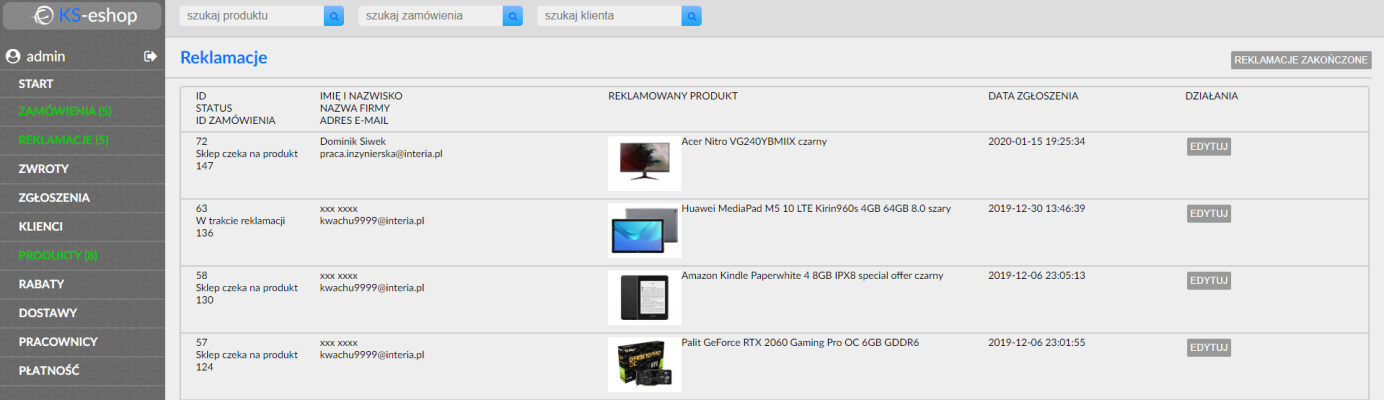 KS-eshop
szukaj produktu
szukaj zamówienia
szukaj klienta
admin
START
ZAMÓWIENIA (5)
REKLAMACJE (5)
ZWROTY
ZGŁOSZENIA
KLIENCI
PRODUKTY (8)
RABATY
DOSTAWY
PRACOWNICY
PŁATNOŚĆ
Reklamacje
REKLAMACJE ZAKOŃCZONE
ID
STATUS
ID ZAMÓWIENIA
IMIĘ I NAZWISKO
NAZWA FIRMY
ADRES E-MAIL
REKLAMOWANY PRODUKT
DATA ZGŁOSZENIA
DZIAŁANIA
72
Sklep czeka na produkt
147
Dominik Siwek
praca.inzynierska@interia.pl
Acer Nitro VG240YBMIIX czarny
2020-01-15 19:25:34
EDYTUJ
63
W trakcie reklamacji
136
xxx xxxx
kwachu9999@interia.pl
Huawei MediaPad M5 10 LTE Kirin960s 4GB 64GB 8.0 szary
2019-12-30 13:46:39
EDYTUJ
58
Sklep czeka na produkt
130
xxx xxxx
kwachu9999@interia.pl
Amazon Kindle Paperwhite 4 8GB IPX8 special offer czarny
2019-12-06 23:05:13
EDYTUJ
57
Sklep czeka na produkt
124
xxx xxxx
kwachu9999@interia.pl
GAMING PRO
OC
Palit GeForce RTX 2060 Gaming Pro OC 6GB GDDR6
2019-12-06 23:01:55
EDYTUJ